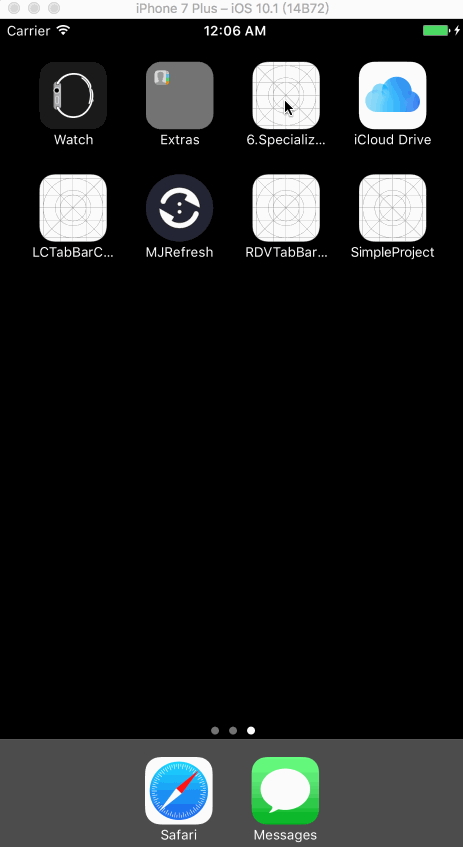 iPhone 7 Plus – iOS 10.1 (14B72)
Carrier 12:06 AM
Watch Extras 6.Specializ... iCloud Drive
LCTabBarC... MJRefresh RDVTabBar... SimpleProject
Safari Messages